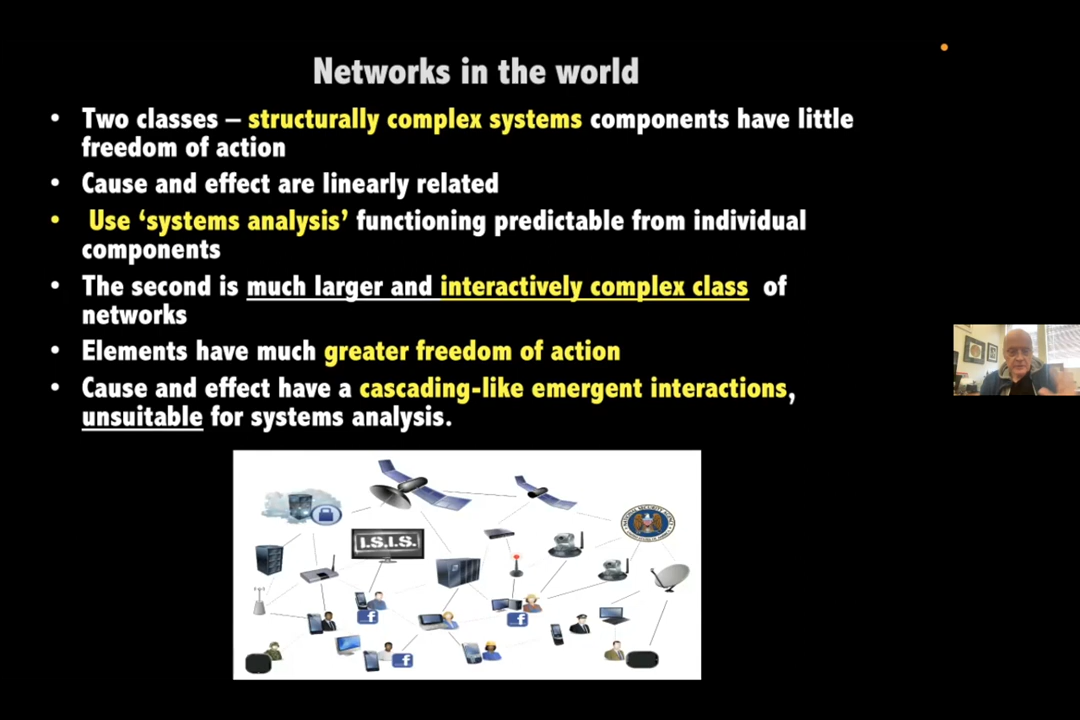 Networks in the world
• Two classes – structurally complex systems components have little
freedom of action
• Cause and effect are linearly related
• Use ‘systems analysis’ functioning predictable from individual
components
• The second is much larger and interactively complex class of
networks
• Elements have much greater freedom of action
• Cause and effect have a cascading-like emergent interactions,
unsuitable for systems analysis.
I.S.I.S.
f
f
f